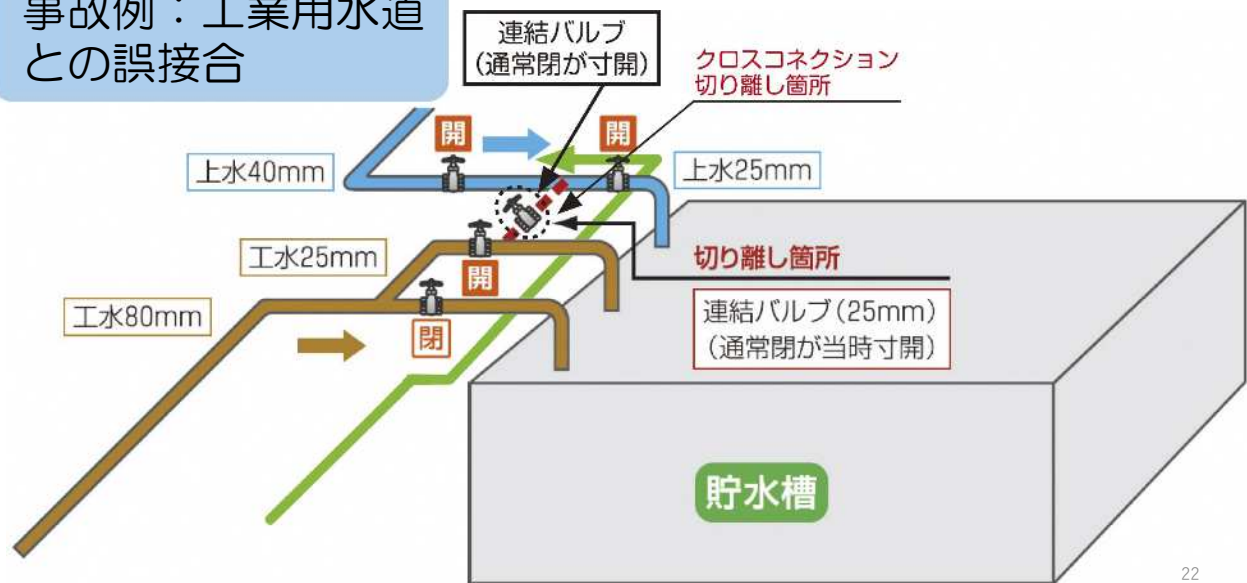 事故例：工業用水道
との誤接合
連結バルブ
（通常閉が寸開）
クロスコネクション
切り離し箇所
開
開
上水40mm
上水25mm
工水25mm
開
切り離し箇所
工水80mm
閉
連結バルブ（25mm）
（通常閉が当時寸開）
貯水槽
22